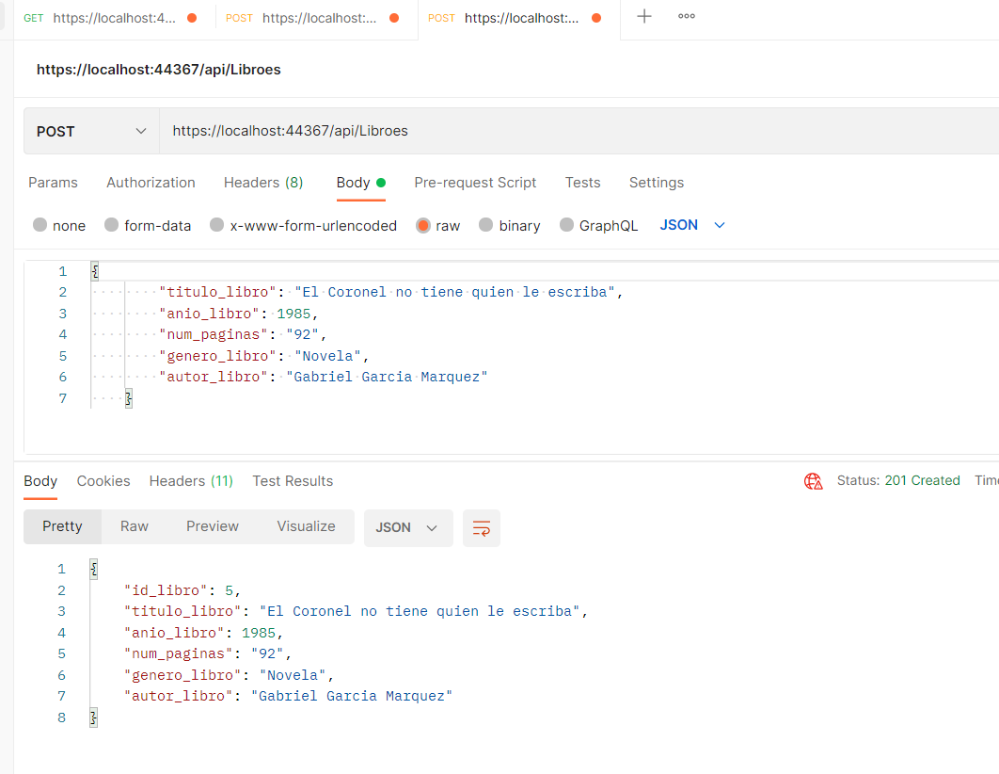 GET https://localhost:4... POST https://localhost:... POST https://localhost:...
https://localhost:44367/api/Libroes
POST https://localhost:44367/api/Libroes
Params Authorization Headers (8) Body Pre-request Script Tests Settings
none form-data x-www-form-urlencoded raw binary GraphQL JSON
1 {
2 "titulo_libro": "El Coronel no tiene quien le escriba",
3 "anio_libro": 1985,
4 "num_paginas": "92",
5 "genero_libro": "Novela",
6 "autor_libro": "Gabriel Garcia Marquez"
7 }
Body Cookies Headers (11) Test Results Status: 201 Created
Pretty Raw Preview Visualize JSON
1 {
2 "id_libro": 5,
3 "titulo_libro": "El Coronel no tiene quien le escriba",
4 "anio_libro": 1985,
5 "num_paginas": "92",
6 "genero_libro": "Novela",
7 "autor_libro": "Gabriel Garcia Marquez"
8 }